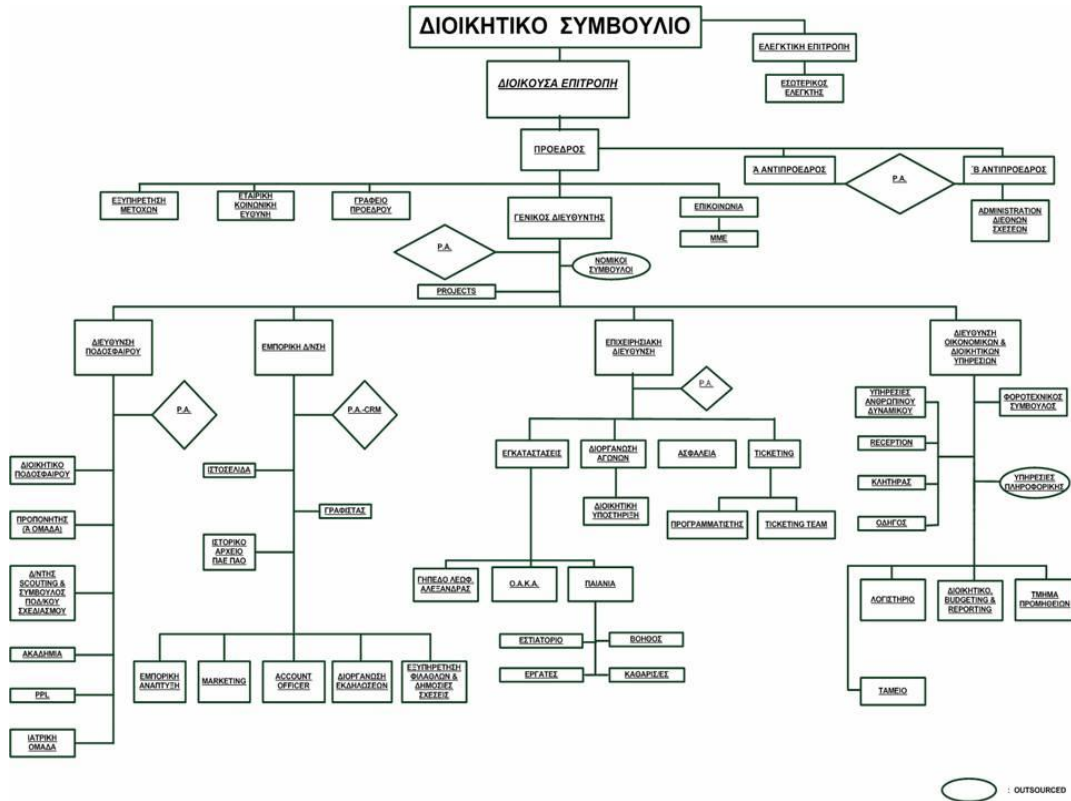 ΔΙΟΙΚΗΤΙΚΟ ΣΥΜΒΟΥΛΙΟ
ΕΛΕΓΚΤΙΚΗ ΕΠΙΤΡΟΠΗ
ΕΣΩΤΕΡΙΚΟΣ
ΕΛΕΓΚΤΗΣ
ΔΙΟΙΚΟΥΣΑ ΕΠΙΤΡΟΠΗ
ΠΡΟΕΔΡΟΣ
Ά ΑΝΤΙΠΡΟΕΔΡΟΣ
P.A.
΄Β ΑΝΤΙΠΡΟΕΔΡΟΣ
ADMINISTRATION
ΔΙΕΘΝΩΝ
ΣΧΕΣΕΩΝ
ΕΞΥΠΗΡΕΤΗΣΗ
ΜΕΤΟΧΩΝ
ΕΤΑΙΡΙΚΗ
ΚΟΙΝΩΝΙΚΗ
ΕΥΘΥΝΗ
ΓΡΑΦΕΙΟ
ΠΡΟΕΔΡΟΥ
ΓΕΝΙΚΟΣ ΔΙΕΥΘΥΝΤΗΣ
ΕΠΙΚΟΙΝΩΝΙΑ
ΜΜΕ
P.A.
ΝΟΜΙΚΟΙ
ΣΥΜΒΟΥΛΟΙ
PROJECTS
ΔΙΕΥΘΥΝΣΗ
ΠΟΔΟΣΦΑΙΡΟΥ
P.A.
ΔΙΟΙΚΗΤΙΚΟ
ΠΟΔΟΣΦΑΙΡΟΥ
ΠΡΟΠΟΝΗΤΗΣ
(Ά ΟΜΑΔΑ)
Δ/ΝΤΗΣ
SCOUTING &
ΣΥΜΒΟΥΛΟΣ
ΠΟΔ/ΚΟΥ
ΣΧΕΔΙΑΣΜΟΥ
ΑΚΑΔΗΜΙΑ
PPL
ΙΑΤΡΙΚΗ
ΟΜΑΔΑ
ΕΜΠΟΡΙΚΗ Δ/ΝΣΗ
P.A.-CRM
ΙΣΤΟΣΕΛΙΔΑ
ΓΡΑΦΙΣΤΑΣ
ΙΣΤΟΡΙΚΟ
ΑΡΧΕΙΟ
ΠΑΕ ΠΑΟ
ΕΜΠΟΡΙΚΗ
ΑΝΑΠΤΥΞΗ
MARKETING
ACCOUNT
OFFICER
ΔΙΟΡΓΑΝΩΣΗ
ΕΚΔΗΛΩΣΕΩΝ
ΕΞΥΠΗΡΕΤΗΣΗ
ΦΙΛΑΘΛΩΝ &
ΔΗΜΟΣΙΕΣ
ΣΧΕΣΕΙΣ
ΕΠΙΧΕΙΡΗΣΙΑΚΗ
ΔΙΕΥΘΥΝΣΗ
P.A.
ΕΓΚΑΤΑΣΤΑΣΕΙΣ
ΔΙΟΡΓΑΝΩΣΗ
ΑΓΩΝΩΝ
ΑΣΦΑΛΕΙΑ
TICKETING
ΔΙΟΙΚΗΤΙΚΗ
ΥΠΟΣΤΗΡΙΞΗ
ΠΡΟΓΡΑΜΜΑΤΙΣΤΗΣ
TICKETING TEAM
ΓΗΠΕΔΟ ΛΕΩΦ.
ΑΛΕΞΑΝΔΡΑΣ
Ο.Α.Κ.Α.
ΠΑΙΑΝΙΑ
ΕΣΤΙΑΤΟΡΙΟ
ΒΟΗΘΟΣ
ΕΡΓΑΤΕΣ
ΚΑΘΑΡΙΣ/ΕΣ
ΔΙΕΥΘΥΝΣΗ
ΟΙΚΟΝΟΜΙΚΩΝ &
ΔΙΟΙΚΗΤΙΚΩΝ
ΥΠΗΡΕΣΙΩΝ
ΥΠΗΡΕΣΙΕΣ
ΑΝΘΡΩΠΙΝΟΥ
ΔΥΝΑΜΙΚΟΥ
ΦΟΡΟΤΕΧΝΙΚΟΣ
ΣΥΜΒΟΥΛΟΣ
RECEPTION
ΚΛΗΤΗΡΑΣ
ΥΠΗΡΕΣΙΕΣ
ΠΛΗΡΟΦΟΡΙΚΗΣ
ΟΔΗΓΟΣ
ΛΟΓΙΣΤΗΡΙΟ
ΔΙΟΙΚΗΤΙΚΟ,
BUDGETING &
REPORTING
ΤΜΗΜΑ
ΠΡΟΜΗΘΕΙΩΝ
ΤΑΜΕΙΟ
: OUTSOURCED